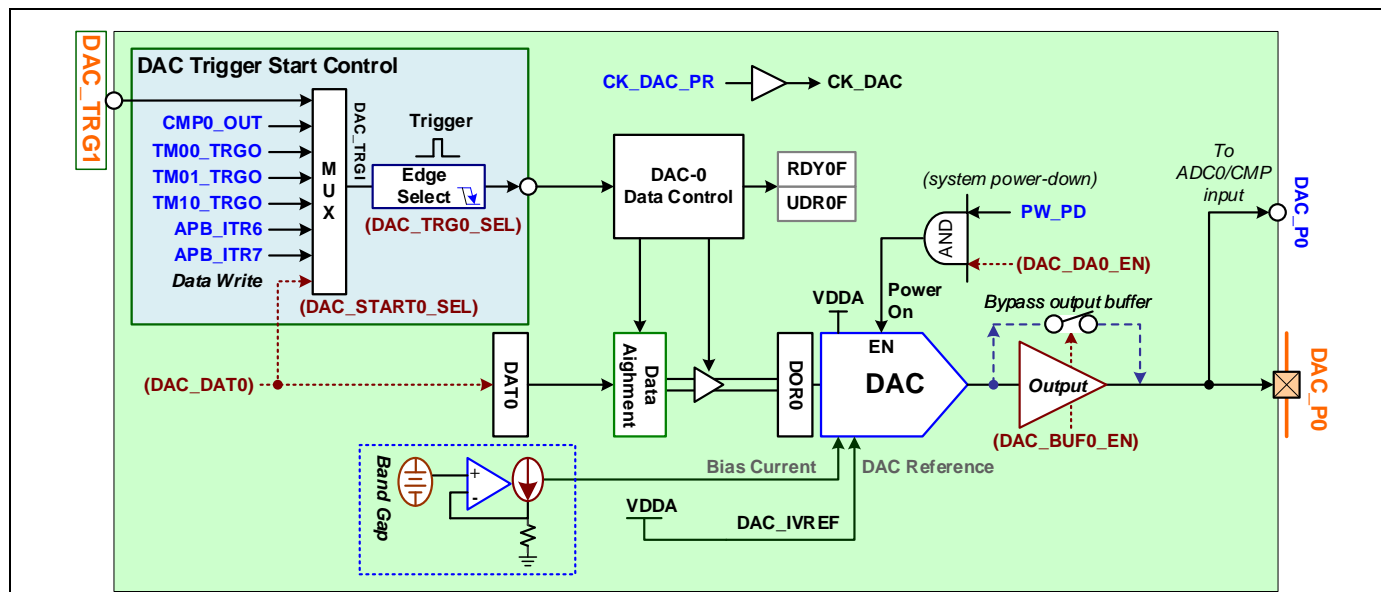 DAC_TRG1
DAC Trigger Start Control
CMP0_OUT
TM00_TRGO
TM01_TRGO
TM10_TRGO
APB_ITR6
APB_ITR7
Data Write
MUX
DAC_TRGI
Trigger
Edge
Select
(DAC_TRG0_SEL)
(DAC_START0_SEL)
CK_DAC_PR
CK_DAC
DAC-0
Data Control
RDY0F
UDR0F
(system power-down)
PW_PD
AND
(DAC_DA0_EN)
Power
On
To
ADC0/CMP
input
DAC_P0
VDDA
Bypass output buffer
(DAC_DAT0)
DAT0
Data
Aighment
DOR0
EN
DAC
Output
(DAC_BUF0_EN)
DAC_P0
Band Gap
+
-
Bias Current
DAC Reference
VDDA
DAC_IVREF